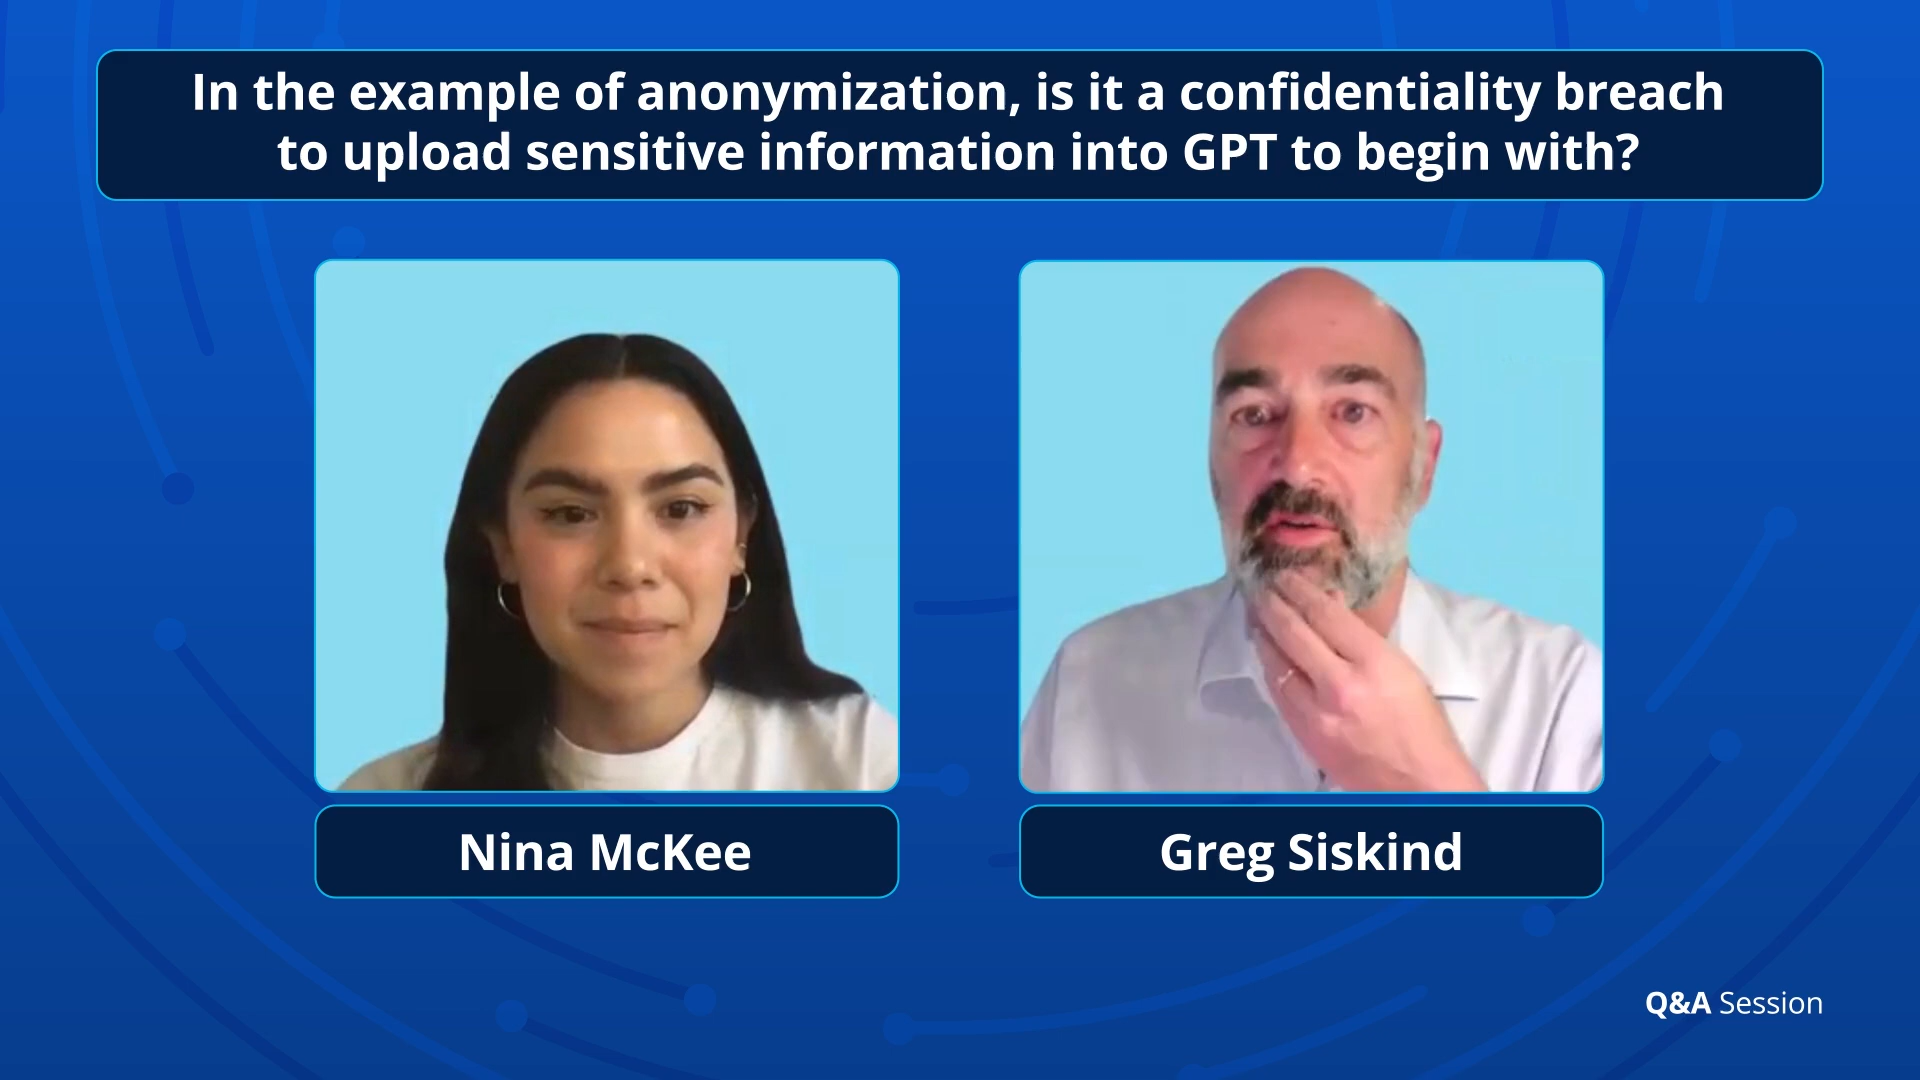 In the example of anonymization, is it a confidentiality breach
to upload sensitive information into GPT to begin with?
Nina McKee
Greg Siskind
Q&A Session